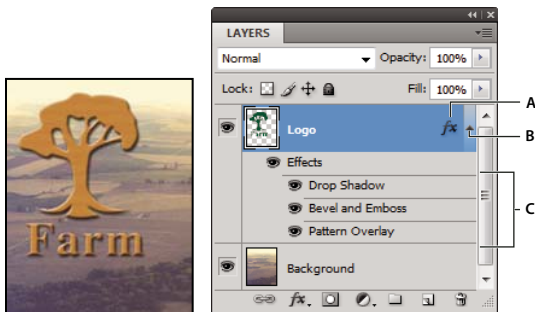 LAYERS
Normal Opacity: 100%
Lock: Fill: 100%
Logo fx
A
B
Effects
Drop Shadow
Bevel and Emboss
Pattern Overlay
C
Background
fx.
Farm